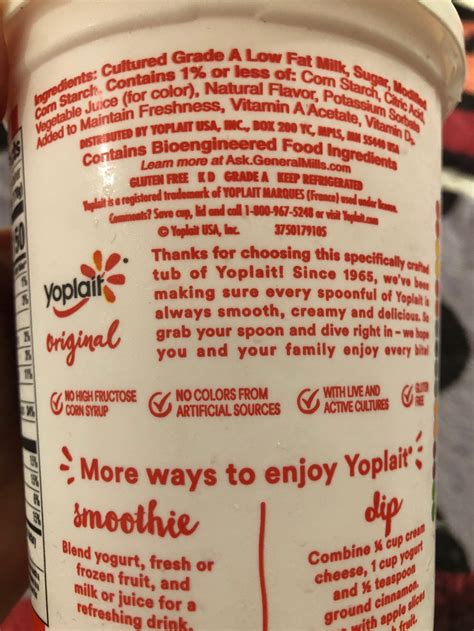 Ingredients: Cultured Grade A Low Fat Milk, Sugar, Modified
Corn Starch. Contains 1% or less of: Corn Starch, Citric Acid,
Vegetable Juice (for color), Natural Flavor, Potassium Sorbate
Added to Maintain Freshness, Vitamin A Acetate, Vitamin D3.
DISTRIBUTED BY YOPLAIT USA, INC., BOX 200 YC, MPLS, MN 55440 USA
Contains Bioengineered Food Ingredients
Learn more at Ask.GeneralMills.com
GLUTEN FREE K D GRADE A KEEP REFRIGERATED
Yoplait is a registered trademark of YOPLAIT MARQUES (France) used under license.
Comments? Save cup, lid and call 1-800-967-5248 or visit Yoplait.com
© Yoplait USA, Inc. 3750179105
Yoplait
original
Thanks for choosing this specifically crafted
tub of Yoplait! Since 1965, we've been
making sure every spoonful of Yoplait is
always smooth, creamy and delicious. So
grab your spoon and dive right in – we hope
you and your family enjoy every bite!
NO HIGH FRUCTOSE
CORN SYRUP
NO COLORS FROM
ARTIFICIAL SOURCES
WITH LIVE AND
ACTIVE CULTURES
GLUTEN
FREE
More ways to enjoy Yoplait®
smoothie
Blend yogurt, fresh or
frozen fruit, and
milk or juice for a
refreshing drink.
dip
Combine ¼ cup cream
cheese, 1 cup yogurt
and ½ teaspoon
ground cinnamon.
with apple slices
fruit.